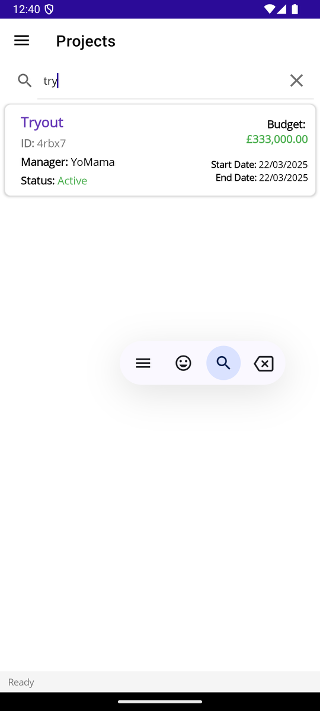 12:40
Projects
try
Tryout
Budget:
ID: 4rbx7
£333,000.00
Manager: YoMama
Start Date: 22/03/2025
Status: Active
End Date: 22/03/2025
Ready